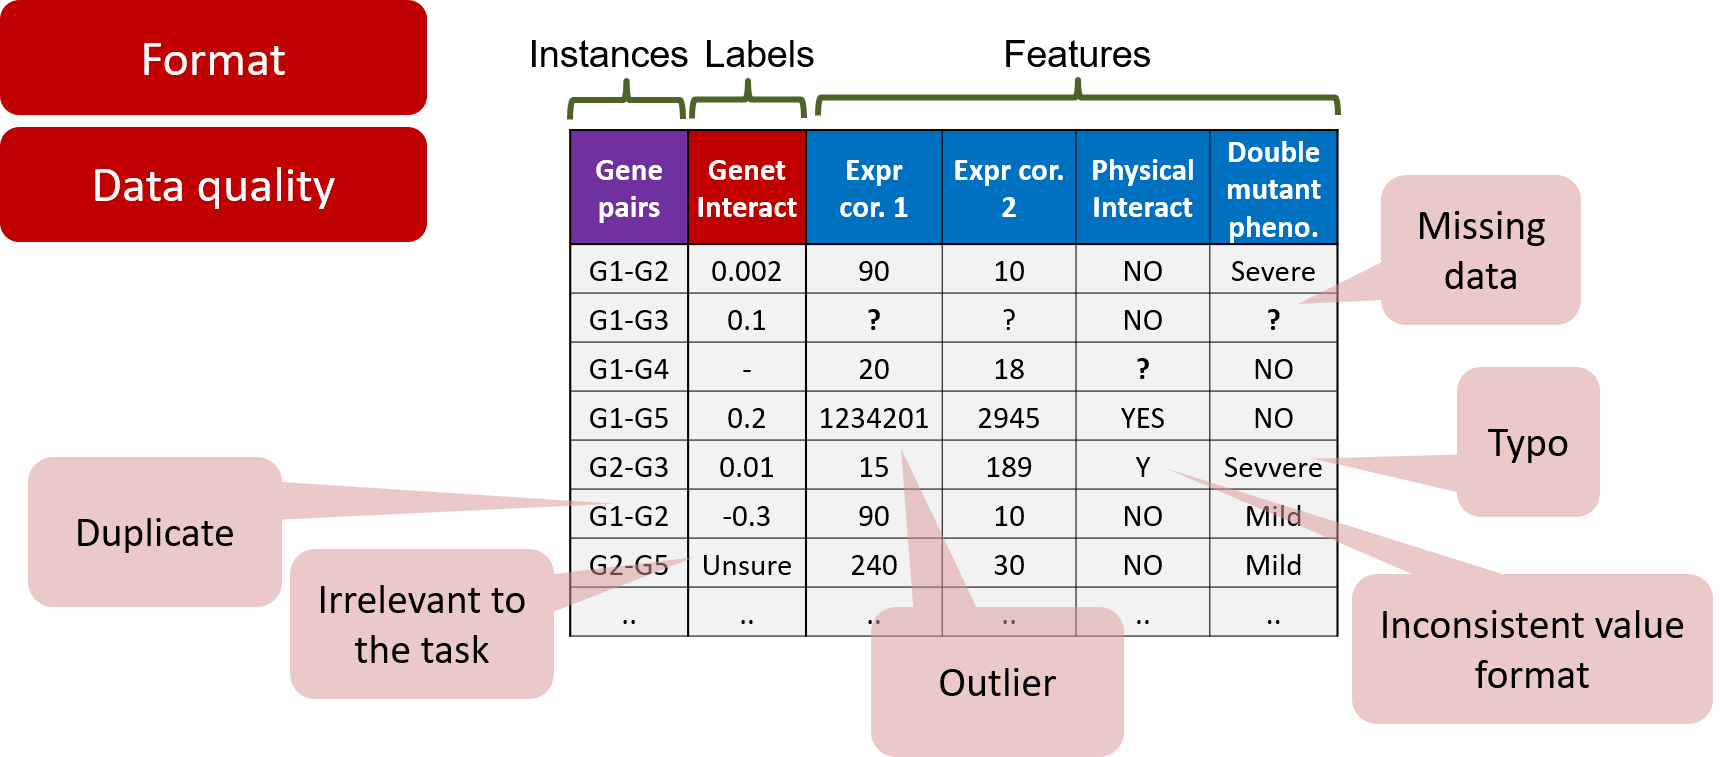 Format
Data quality
Instances Labels Features
Gene pairs Genet Interact Expr cor. 1 Expr cor. 2 Physical Interact Double mutant pheno.
G1-G2 0.002 90 10 NO Severe
G1-G3 0.1 ? ? NO ?
G1-G4 - 20 18 ? NO
G1-G5 0.2 1234201 2945 YES NO
G2-G3 0.01 15 189 Y Sevvere
G1-G2 -0.3 90 10 NO Mild
G2-G5 Unsure 240 30 NO Mild
.. .. .. .. .. ..
Missing
data
Typo
Duplicate
Irrelevant to
the task
Outlier
Inconsistent value
format